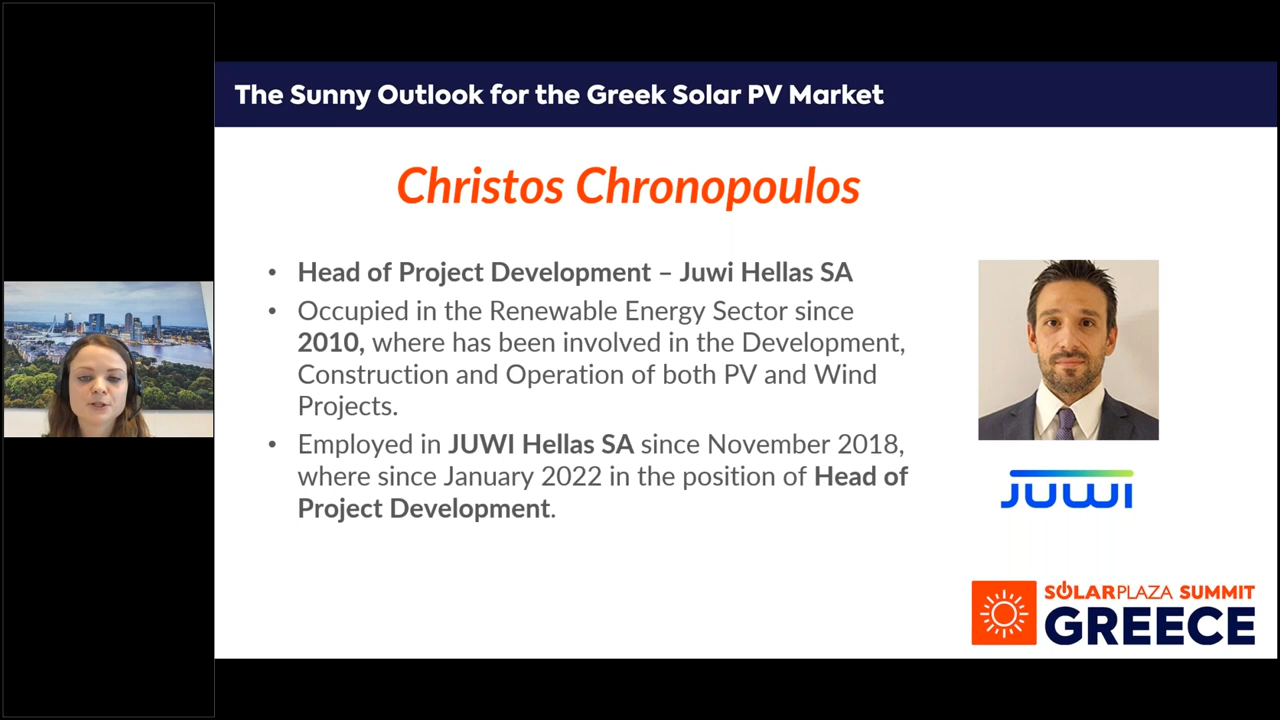 The Sunny Outlook for the Greek Solar PV Market
Christos Chronopoulos
• Head of Project Development – Juwi Hellas SA
• Occupied in the Renewable Energy Sector since
2010, where has been involved in the Development,
Construction and Operation of both PV and Wind
Projects.
• Employed in JUWI Hellas SA since November 2018,
where since January 2022 in the position of Head of
Project Development.
JUWI
SOLARPLAZA SUMMIT
GREECE